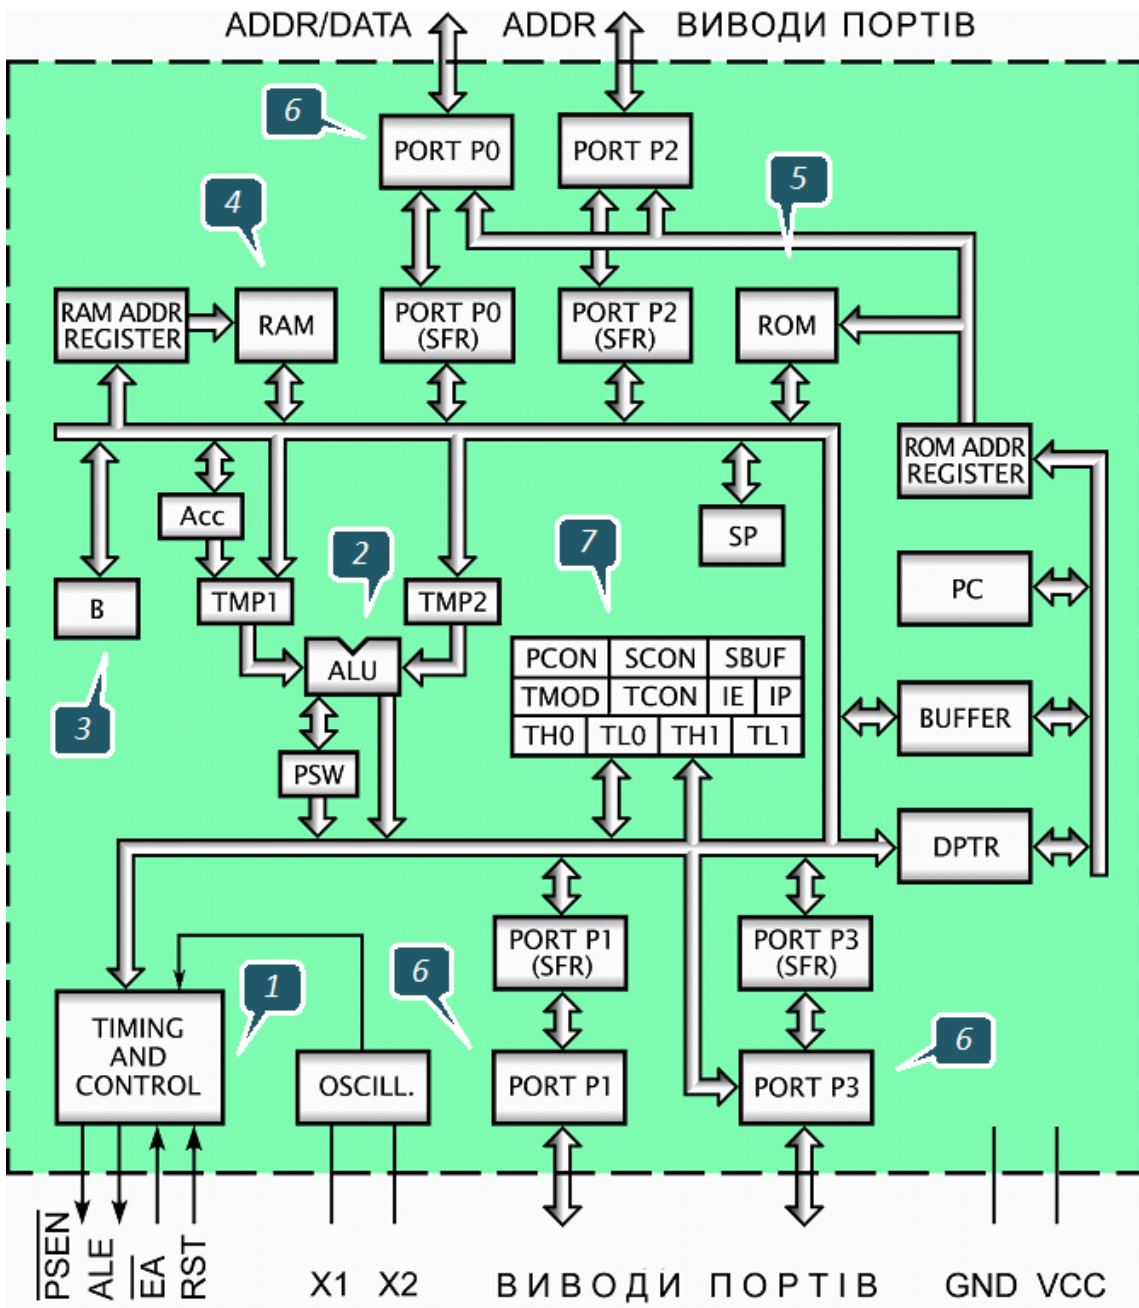 ADDR/DATA ADDR ВИВОДИ ПОРТІВ
6
PORT P0
PORT P2
4
5
RAM ADDR
REGISTER
RAM
PORT P0
(SFR)
PORT P2
(SFR)
ROM
ROM ADDR
REGISTER
Acc
SP
2
7
B
TMP1
TMP2
PC
ALU
PCON SCON SBUF
TMOD TCON IE IP
TH0 TL0 TH1 TL1
3
BUFFER
PSW
DPTR
PORT P1
(SFR)
PORT P3
(SFR)
1
6
TIMING
AND
CONTROL
OSCILL.
PORT P1
PORT P3
6
PSEN
ALE
EA
RST
X1 X2 ВИВОДИ ПОРТІВ GND VCC